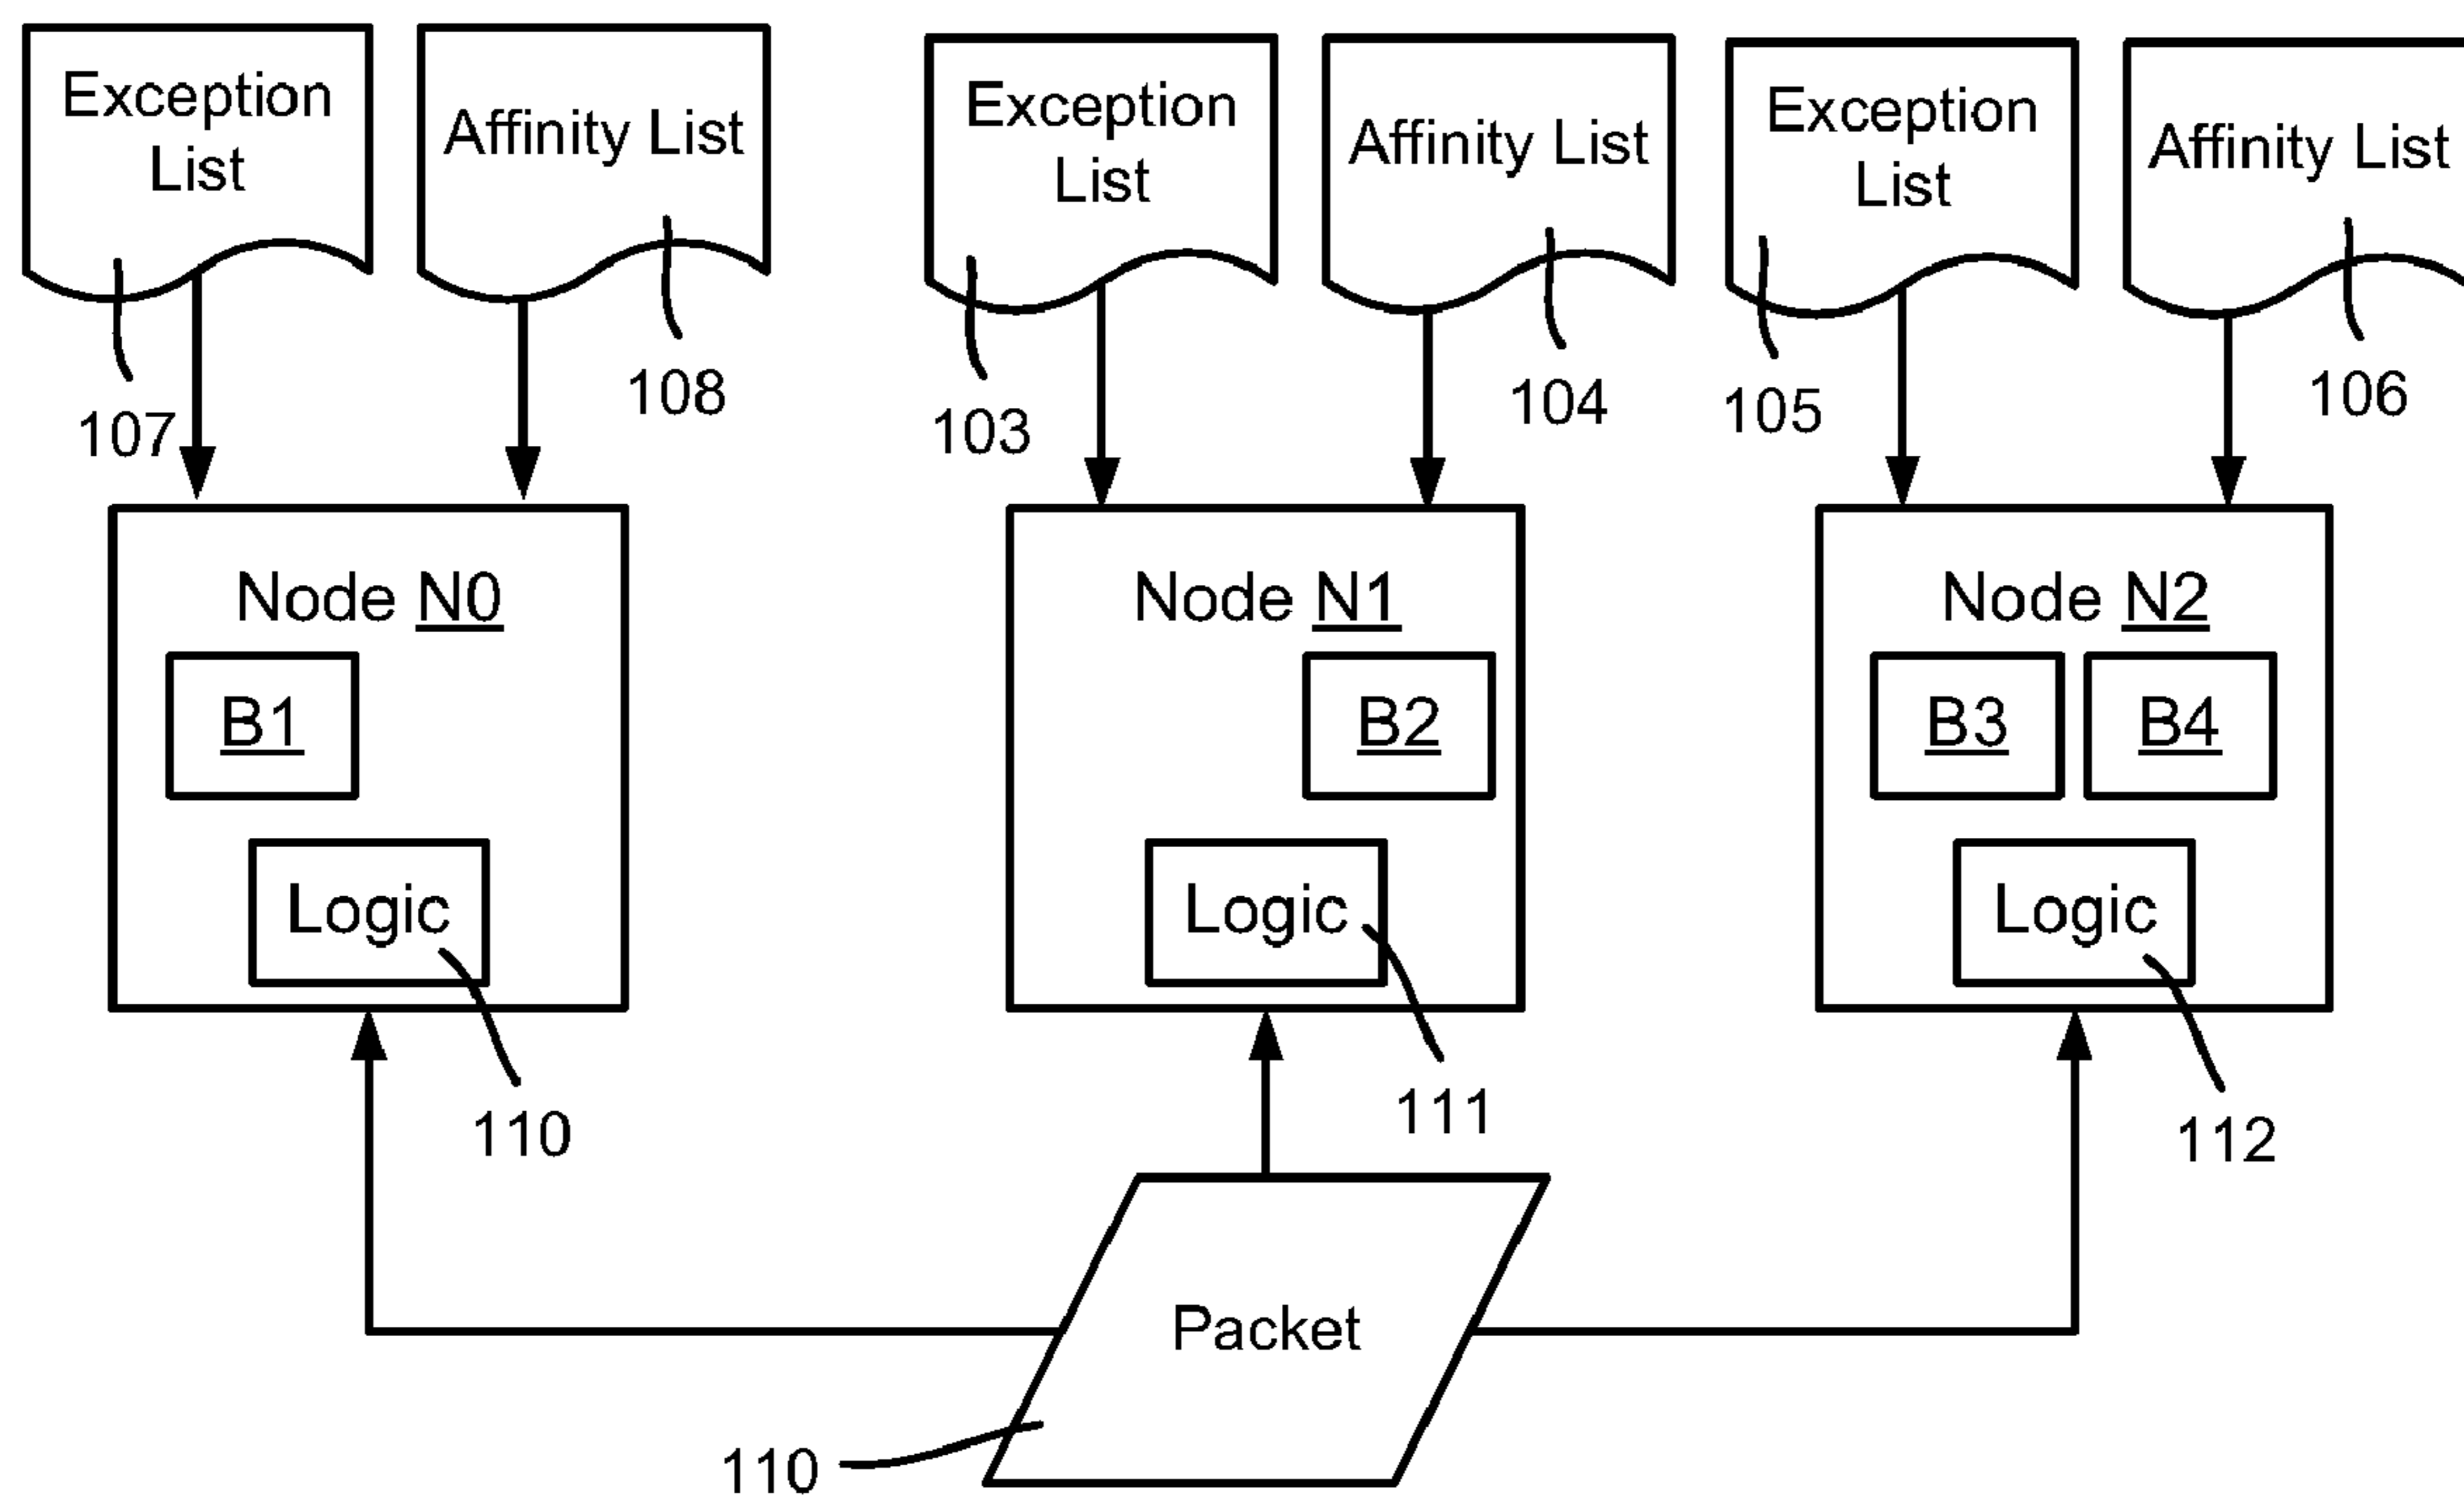 Exception
List
Affinity List
Exception
List
Affinity List
Exception
List
Affinity List
107
108
103
104
105
106
Node N0
Node N1
Node N2
B1
B2
B3
B4
Logic
Logic
Logic
110
111
112
Packet
110